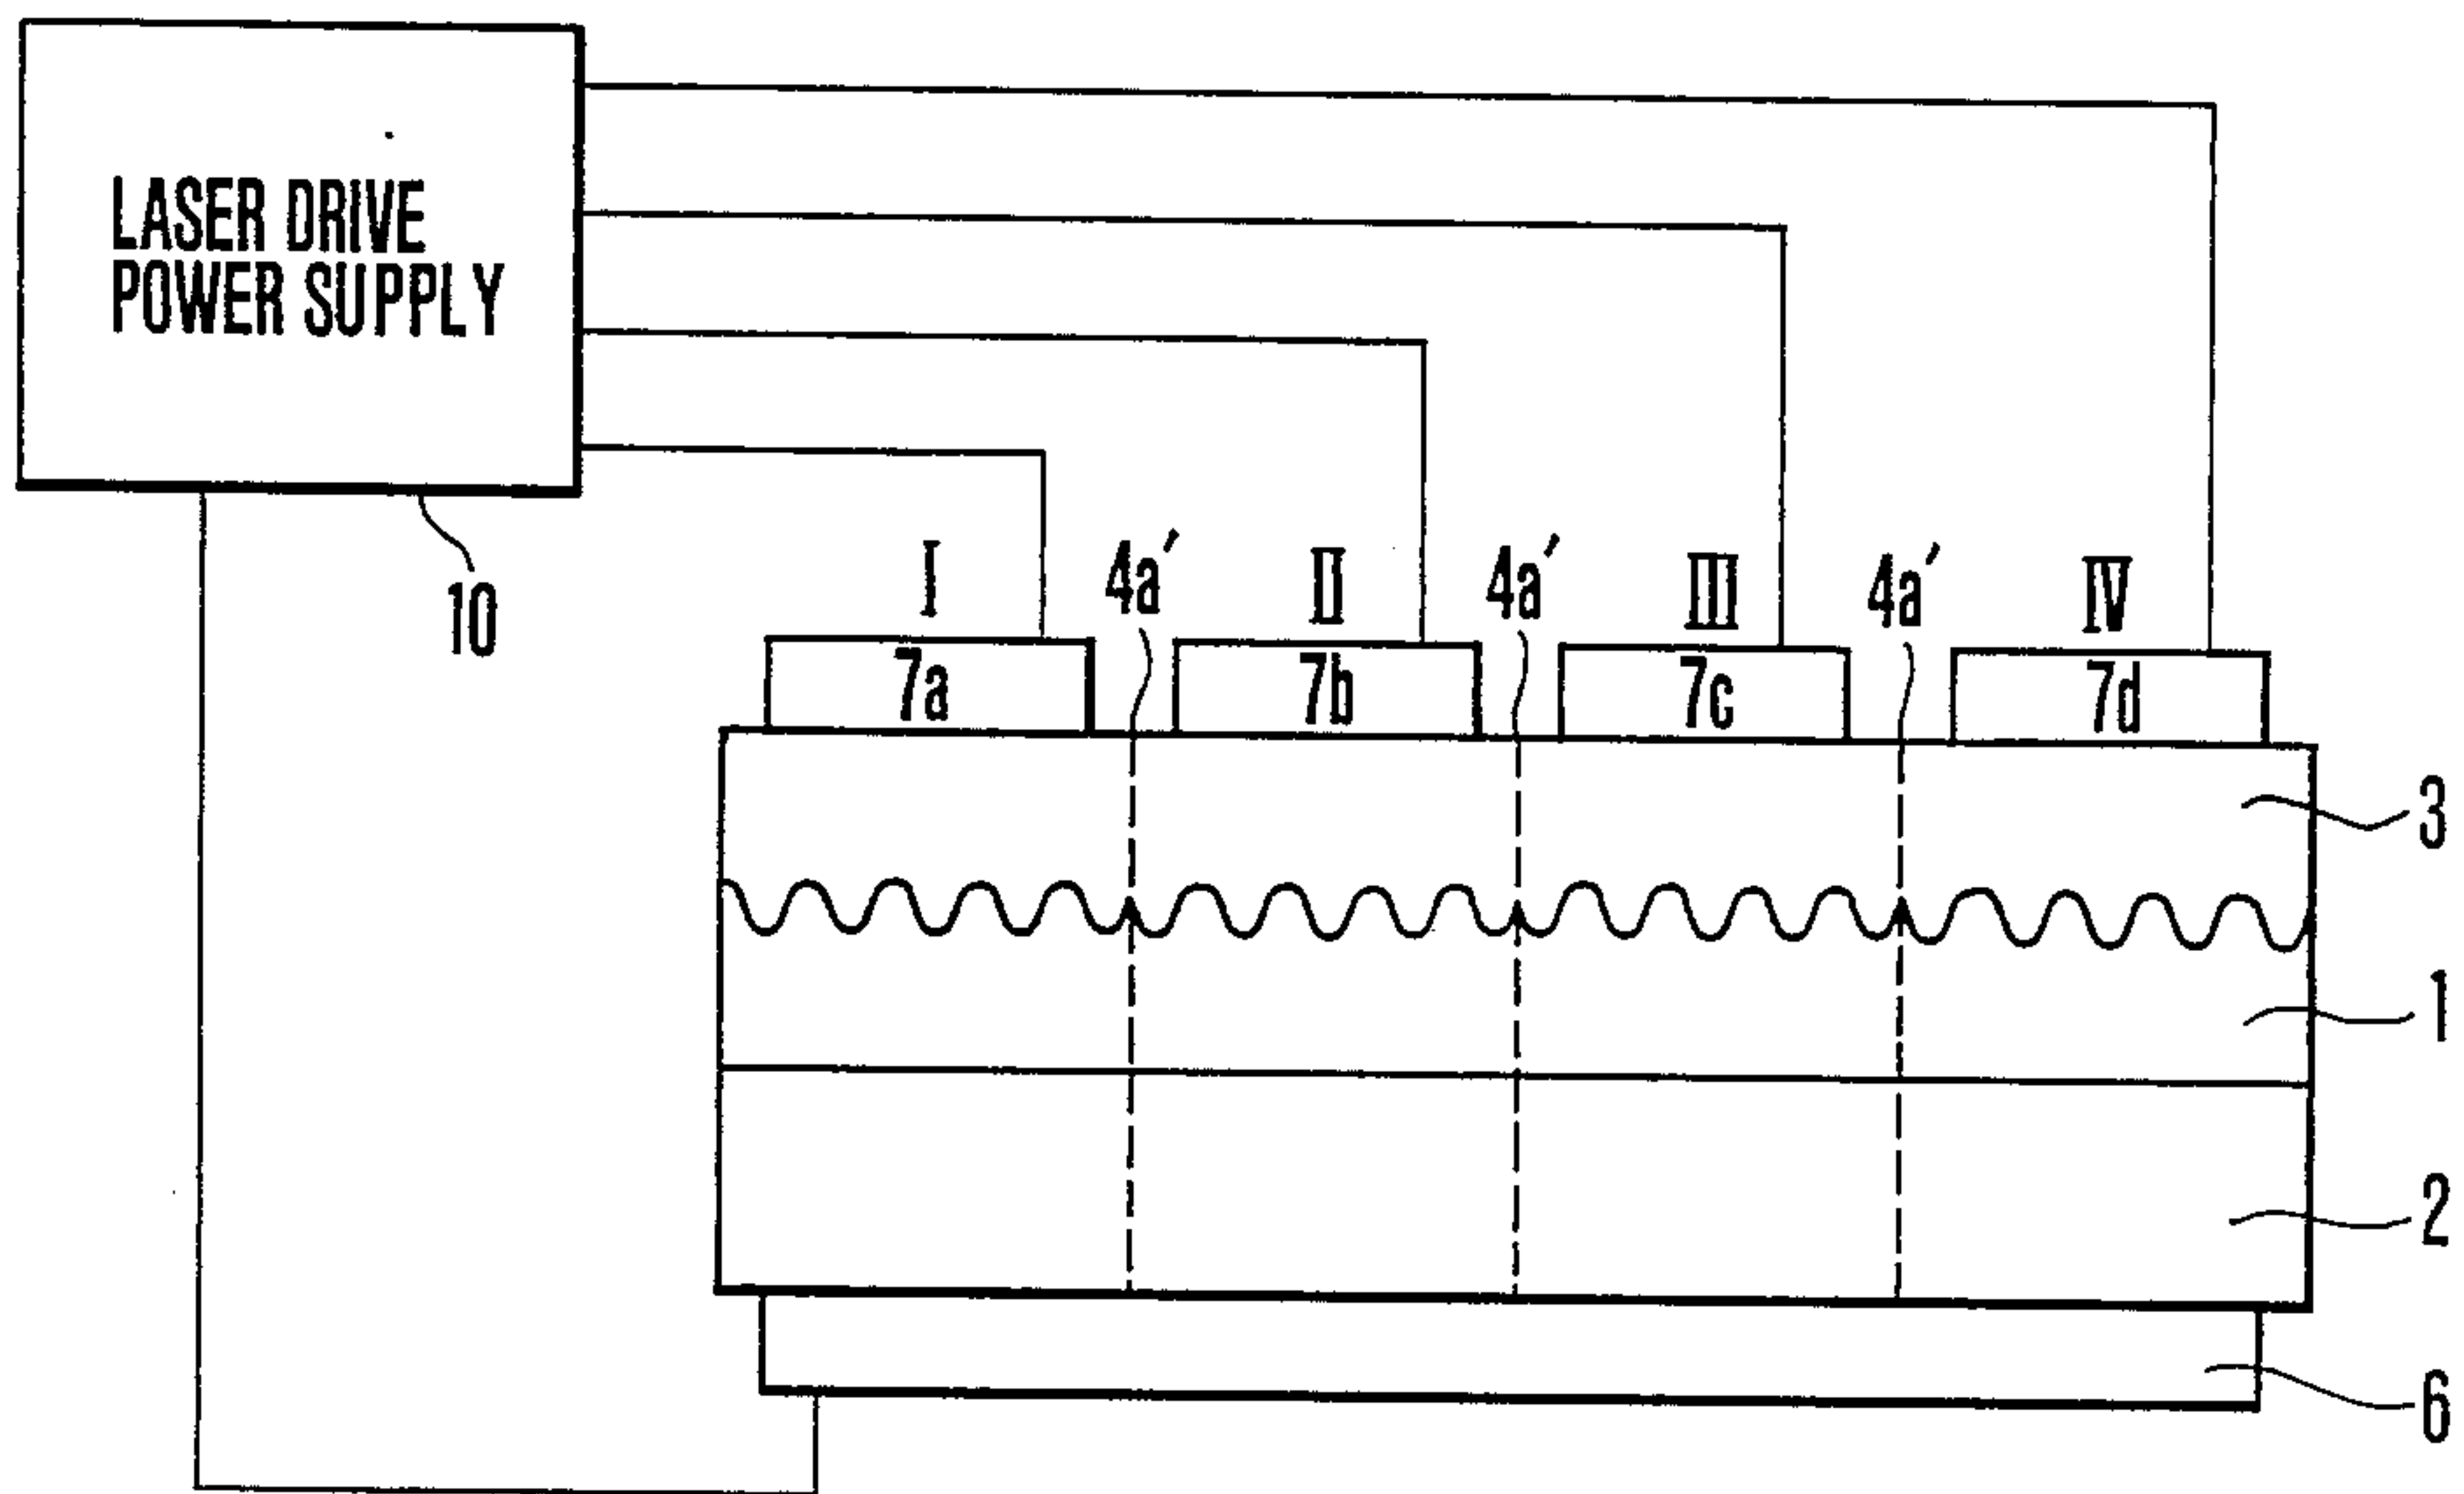 LASER DRIVE
POWER SUPPLY
10
I 4a' II 4a' III 4a' IV
7a 7b 7c 7d
3
1
2
6